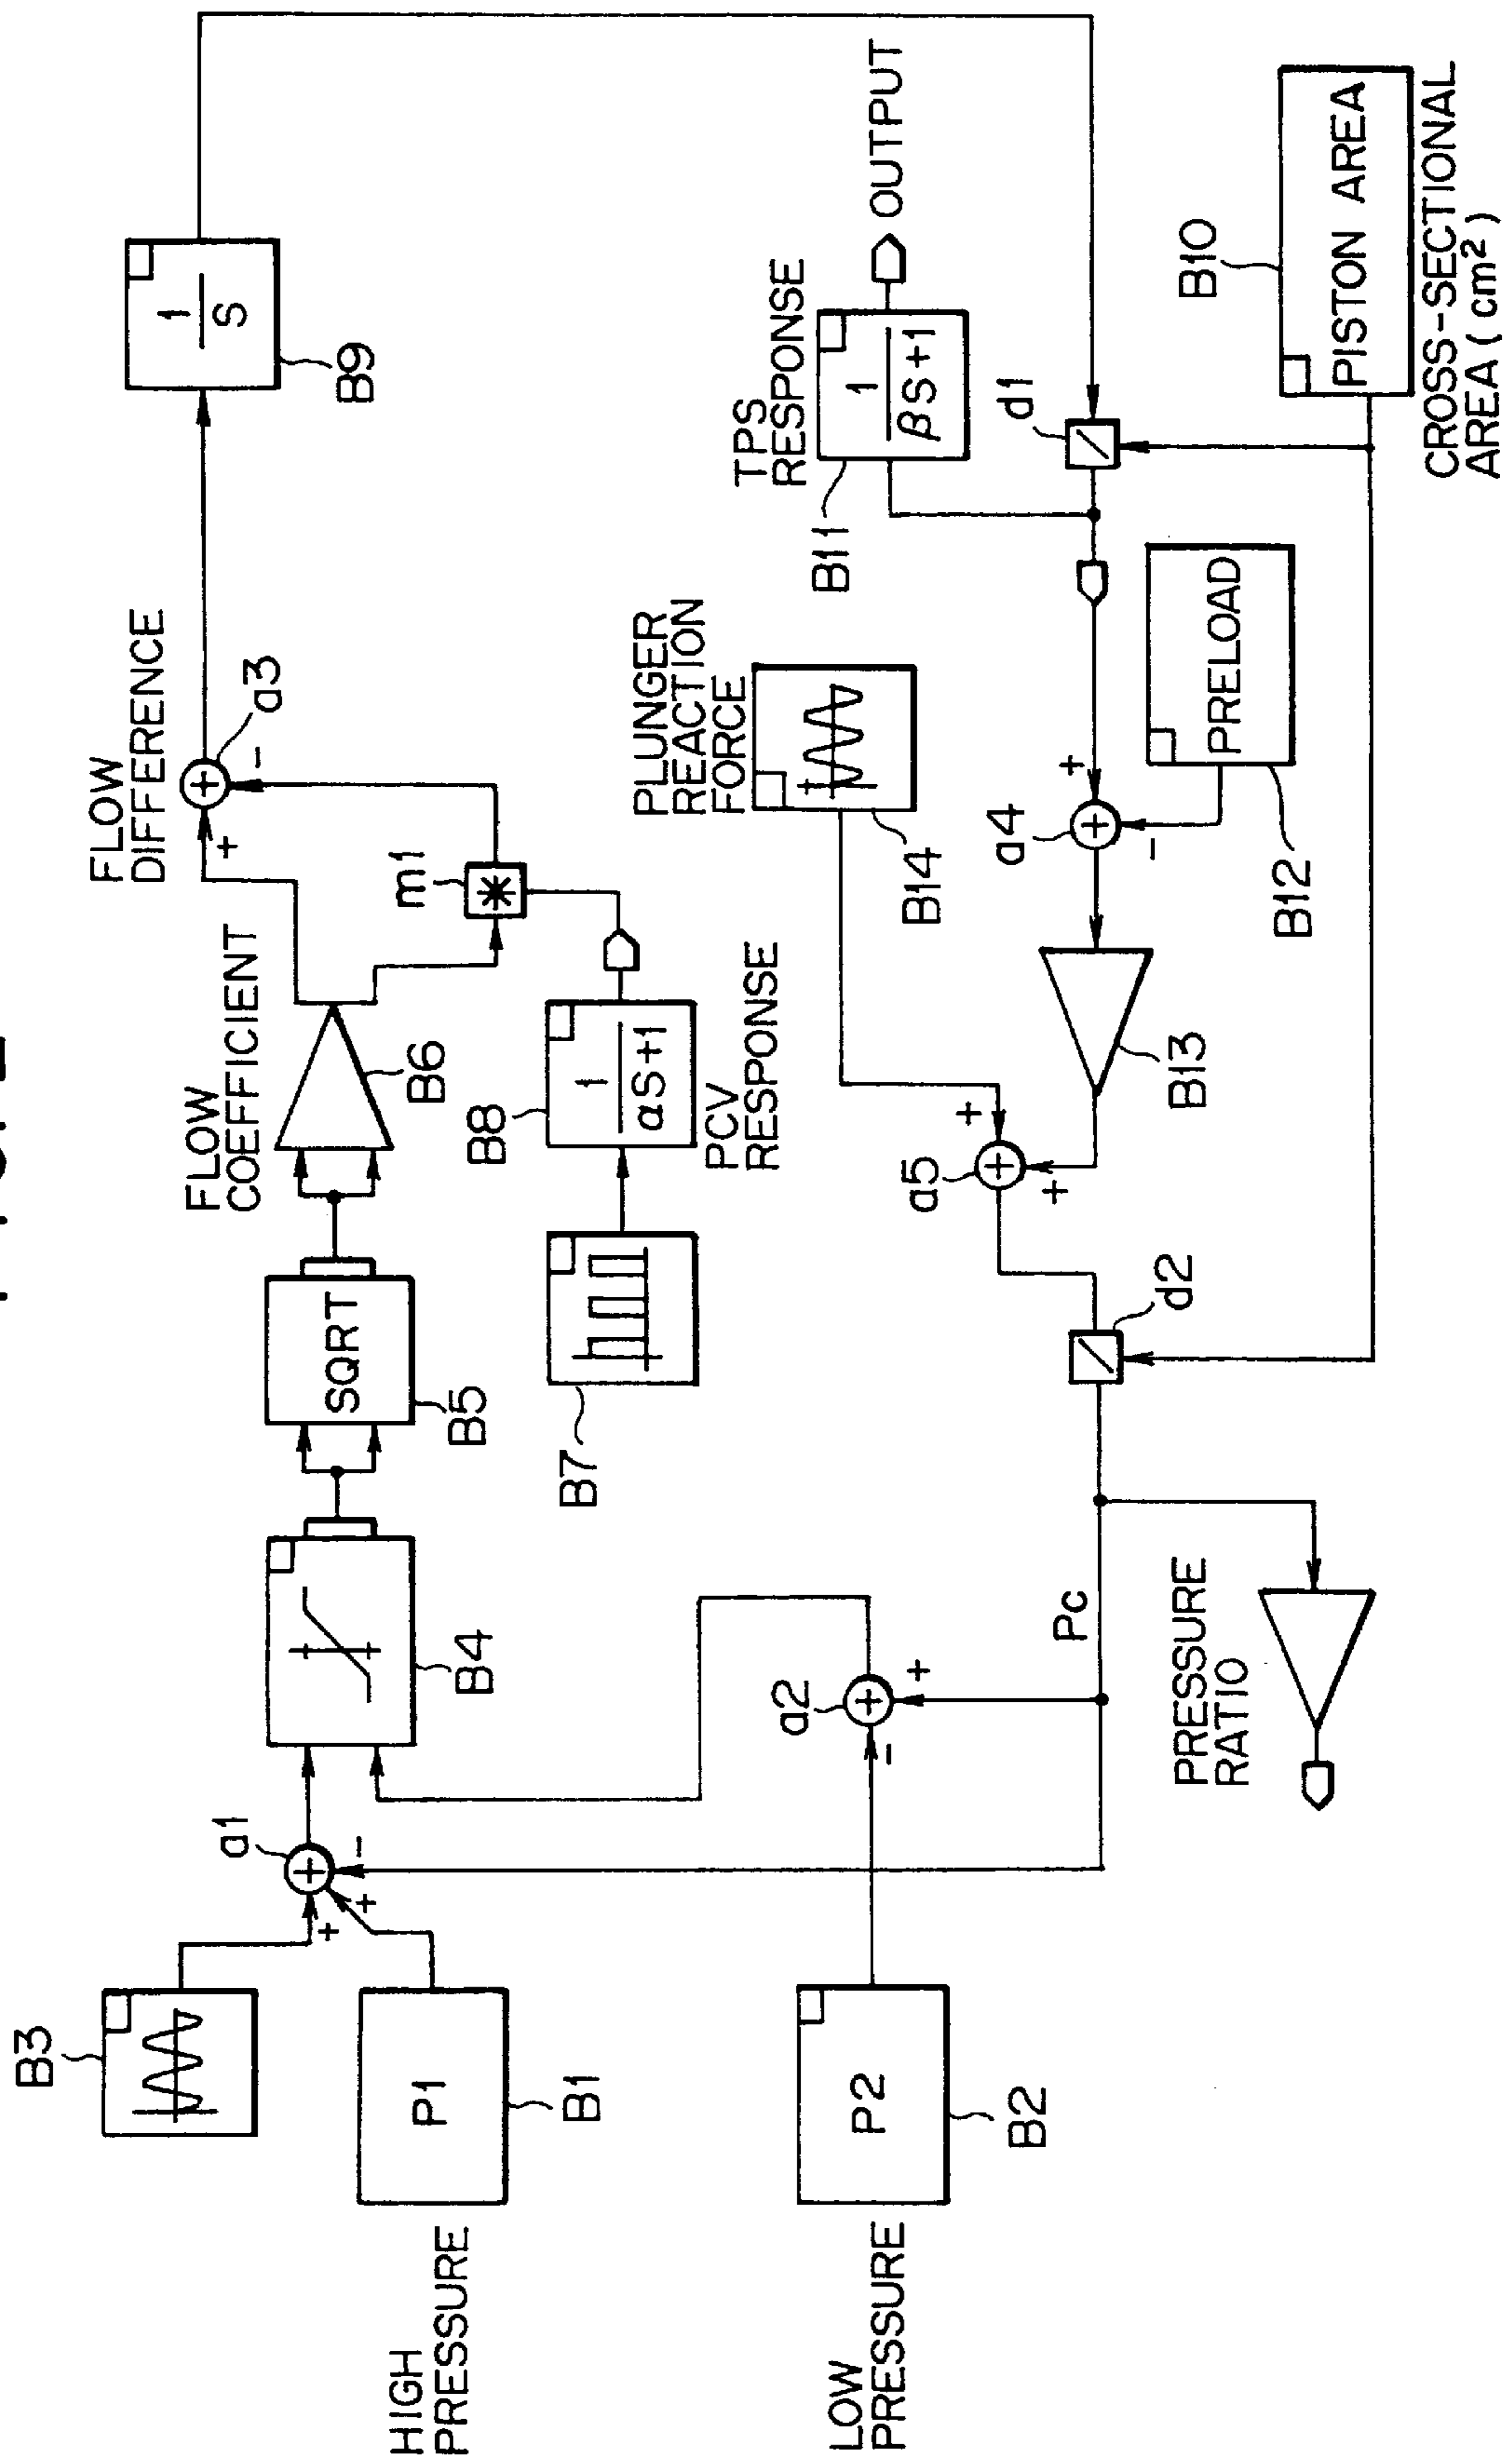 B3
HIGH
PRESSURE
P1
B1
LOW
PRESSURE
P2
B2
a1
+
+
-
a2
-
+
B4
SQRT
B5
FLOW
COEFFICIENT
B6
B7
B8
1
αS+1
PCV
RESPONSE
m1
*
FLOW
DIFFERENCE
a3
+
-
1
S
B9
PRESSURE
RATIO
Pc
d2
a5
+
+
B13
B14
PLUNGER
REACTION
FORCE
a4
+
-
B12
PRELOAD
B11
TPS
RESPONSE
1
βS+1
OUTPUT
d1
B10
PISTON AREA
CROSS-SECTIONAL
AREA (cm²)